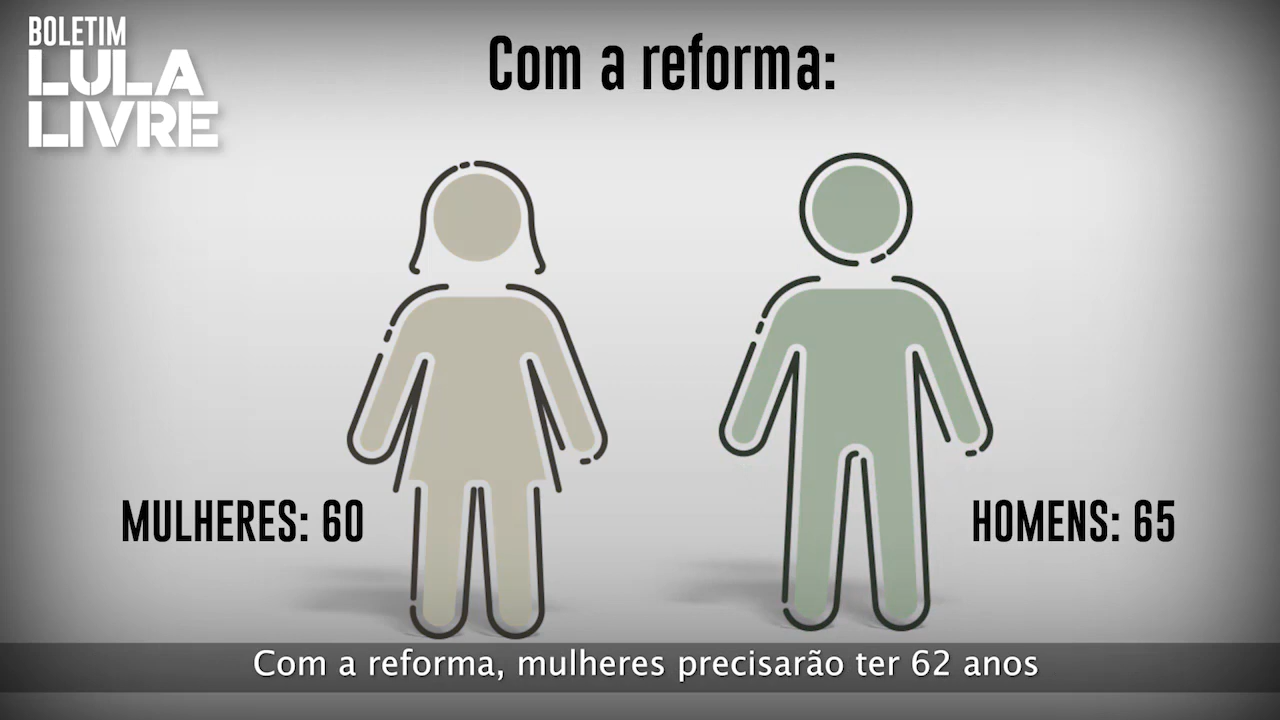 BOLETIM
LULA
LIVRE
Com a reforma:
MULHERES: 60
HOMENS: 65
Com a reforma, mulheres precisarão ter 62 anos